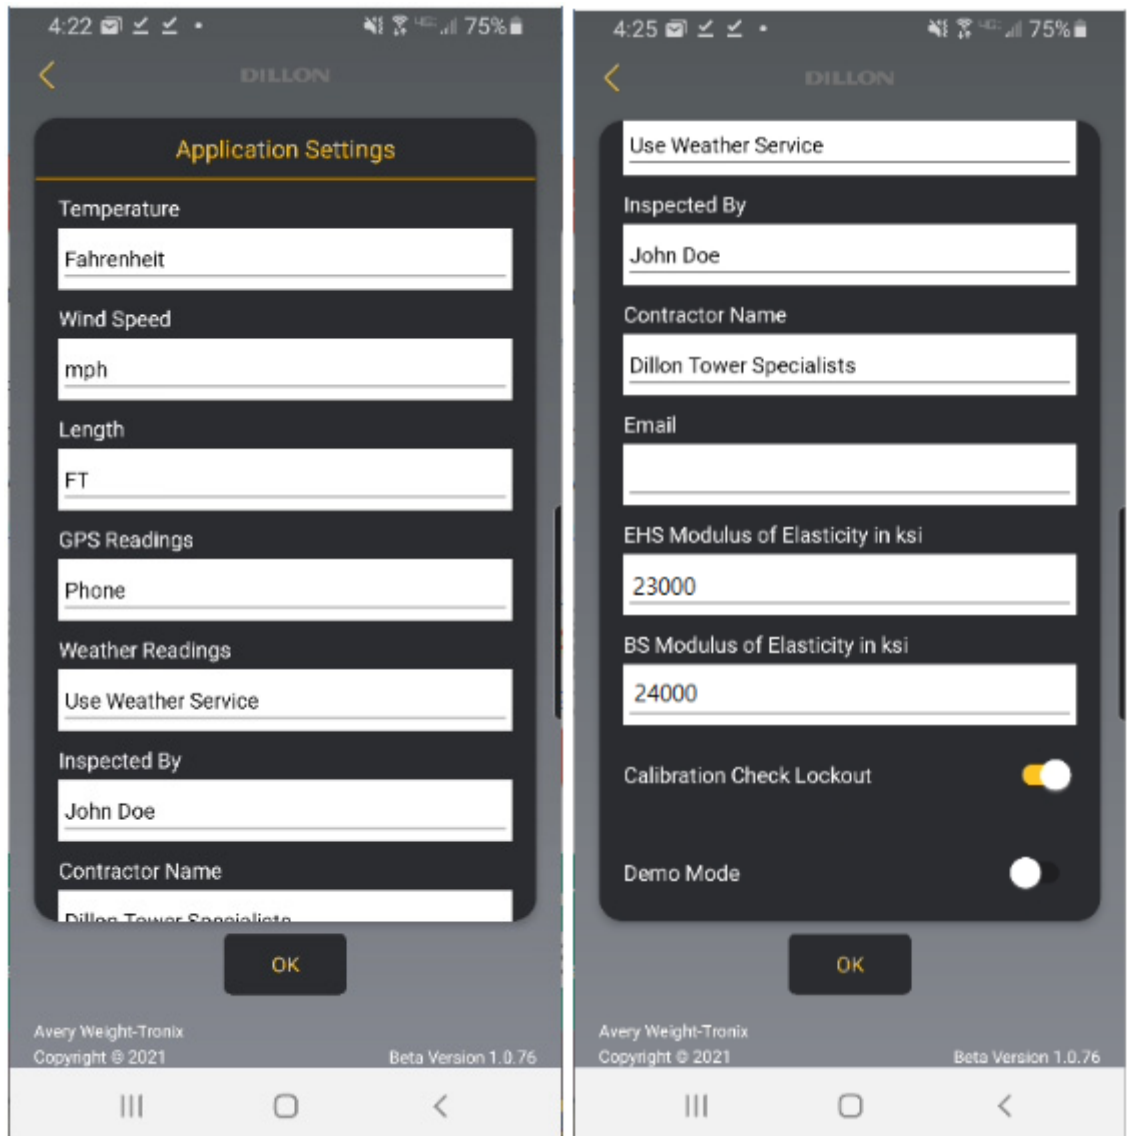 4:22 75%
DILLON
Application Settings
Temperature
Fahrenheit
Wind Speed
mph
Length
FT
GPS Readings
Phone
Weather Readings
Use Weather Service
Inspected By
John Doe
Contractor Name
Dillon Tower Specialists
OK
Avery Weight-Tronix
Copyright © 2021 Beta Version 1.0.76
4:25 75%
DILLON
Use Weather Service
Inspected By
John Doe
Contractor Name
Dillon Tower Specialists
Email
EHS Modulus of Elasticity in ksi
23000
BS Modulus of Elasticity in ksi
24000
Calibration Check Lockout
Demo Mode
OK
Avery Weight-Tronix
Copyright © 2021 Beta Version 1.0.76